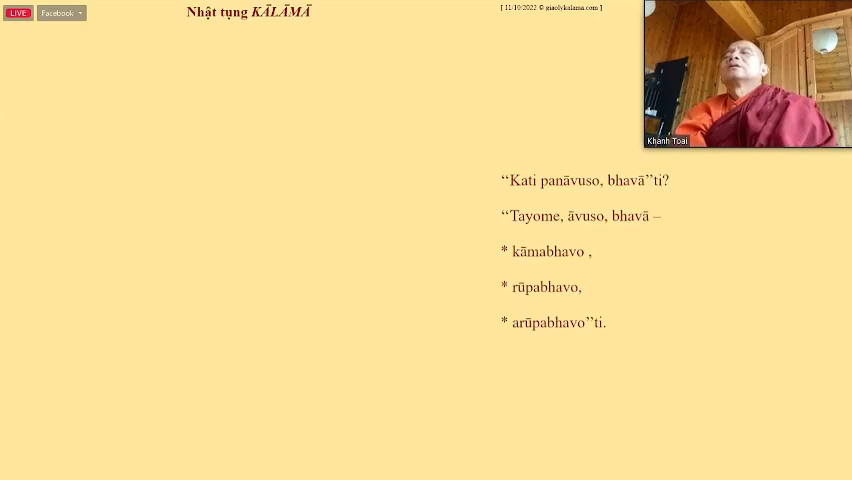 LIVE
Facebook
Nhật tụng KĀLĀMĀ
[ 11/10/2022 © giaolykalama.com ]
Khanh Toai
“Kati panāvuso, bhavā”ti?
“Tayome, āvuso, bhavā –
* kāmabhavo ,
* rūpabhavo,
* arūpabhavo”ti.